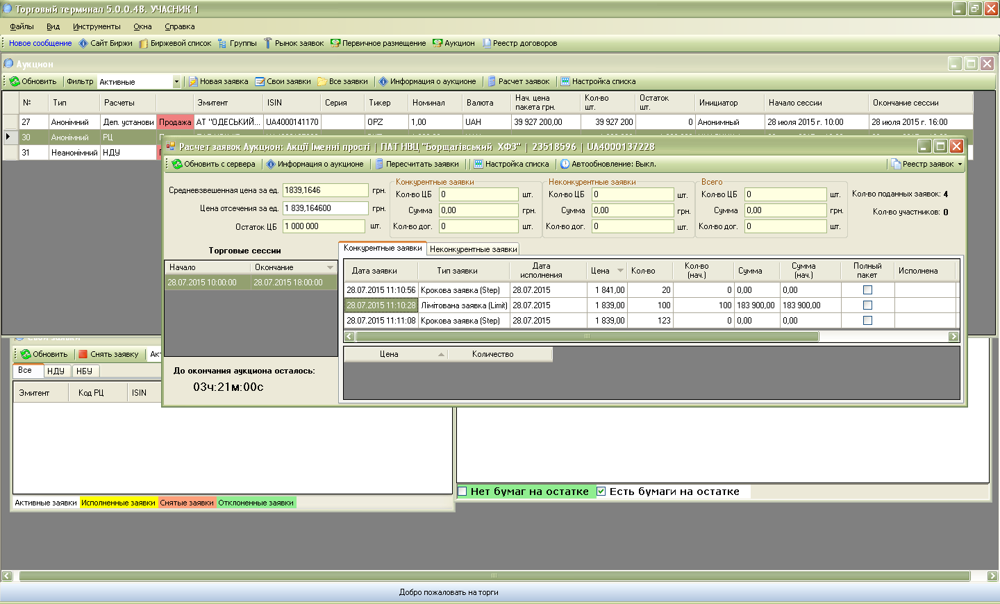 Торговый терминал 5.0.0.48. УЧАСНИК 1
Файлы Вид Инструменты Окна Справка
Новое сообщение Сайт Биржи Биржевой список Группы Рынок заявок Первичное размещение Аукцион Реестр договоров
Аукцион
Обновить Фильтр Активные Новая заявка Свои заявки Все заявки Информация о аукционе Расчет заявок Настройка списка
№ Тип Расчеты Эмитент ISIN Серия Тикер Номинал Валюта Нач. цена пакета грн. Кол-во шт. Остаток шт. Инициатор Начало сессии Окончание сессии
27 Анонімний Деп. установи Продажа АТ "ОДЕСЬКИЙ... UA4000141170 OPZ 1,00 UAH 39 927 200,00 39 927 200 0 Анонимный 28 июля 2015 г. 10:00 28 июля 2015 г. 16:00
30 Анонімний РЦ
31 Неанонімний НДУ
Расчет заявок Аукцион: Акції Іменні прості | ПАТ НВЦ "Борщагівський ХФЗ" | 23518596 | UA4000137228
Обновить с сервера Информация о аукционе Пересчитать заявки Настройка списка Автообновление: Выкл. Реестр заявок
Средневзвешенная цена за ед. 1839,1646 грн.
Цена отсечения за ед. 1 839,164600 грн.
Остаток ЦБ 1 000 000 шт.
Конкурентные заявки
Кол-во ЦБ 0 шт.
Сумма 0,00 грн.
Кол-во дог. 0 шт.
Неконкурентные заявки
Кол-во ЦБ 0 шт.
Сумма 0,00 грн.
Кол-во дог. 0 шт.
Всего
Кол-во ЦБ 0 шт.
Сумма 0,00 грн.
Кол-во дог. 0 шт.
Кол-во поданных заявок: 4
Кол-во участников: 0
Торговые сессии
Начало Окончание
28.07.2015 10:00:00 28.07.2015 18:00:00
До окончания аукциона осталось:
03ч:21м:00с
Конкурентные заявки Неконкурентные заявки
Дата заявки Тип заявки Дата исполнения Цена Кол-во Кол-во (нач.) Сумма Сумма (нач.) Полный пакет Исполнена
28.07.2015 11:10:56 Крокова заявка (Step) 28.07.2015 1 841,00 20 0 0,00 0,00
28.07.2015 11:10:28 Лімітована заявка (Limit) 28.07.2015 1 839,00 100 100 183 900,00 183 900,00
28.07.2015 11:11:08 Крокова заявка (Step) 28.07.2015 1 839,00 123 0 0,00 0,00
Цена Количество
Обновить Снять заявку
Все НДУ НБУ
Эмитент Код РЦ ISIN
Активные заявки Исполненные заявки Снятые заявки Отклоненные заявки
Нет бумаг на остатке Есть бумаги на остатке
Добро пожаловать на торги